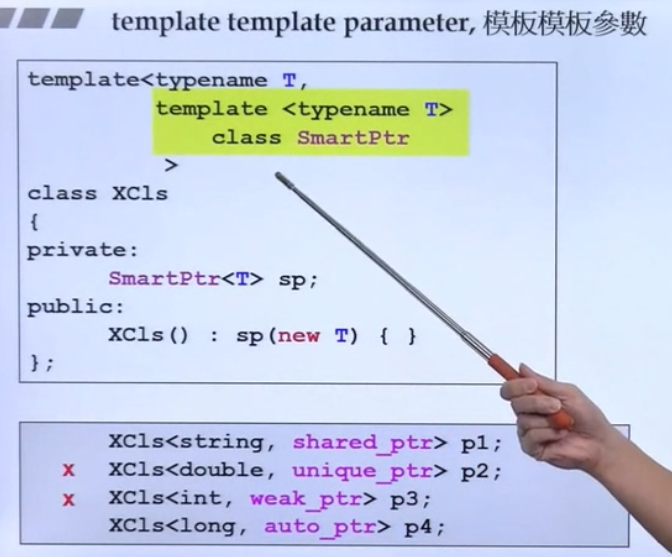 template template parameter, 模板模板參數
template<typename T,
template <typename T>
class SmartPtr
>
class XCls
{
private:
SmartPtr<T> sp;
public:
XCls() : sp(new T) { }
};
XCls<string, shared_ptr> p1;
x XCls<double, unique_ptr> p2;
x XCls<int, weak_ptr> p3;
XCls<long, auto_ptr> p4;